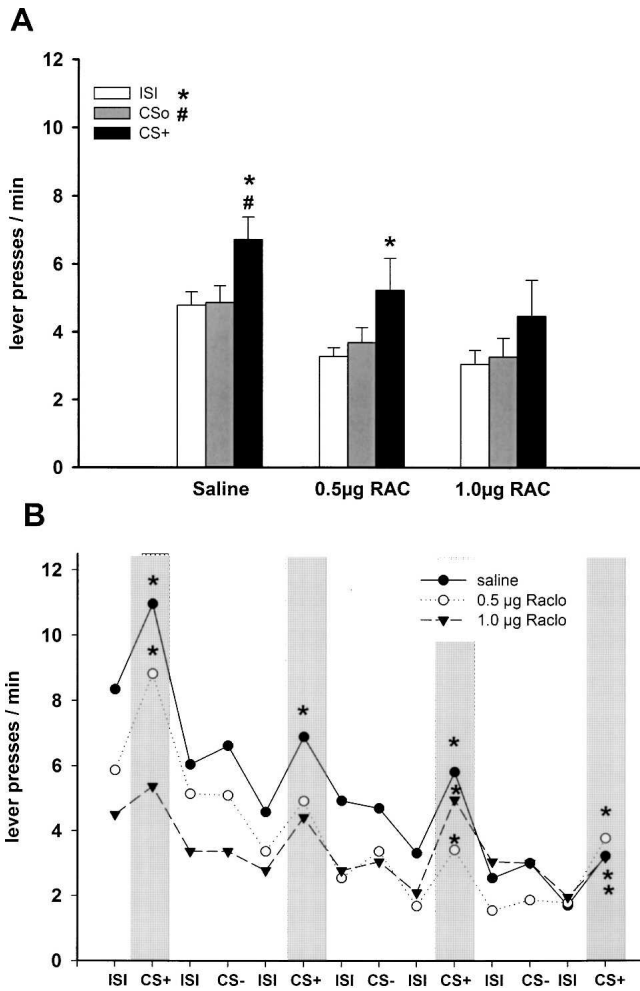 A
12
10
8
6
4
2
0
lever presses / min
ISI *
CSo #
CS+
*
#
*
Saline 0.5µg RAC 1.0µg RAC
B
12
10
8
6
4
2
0
lever presses / min
saline
0.5 µg Raclo
1.0 µg Raclo
*
*
*
*
*
*
*
*
*
ISI CS+ ISI CS- ISI CS+ ISI CS- ISI CS+ ISI CS- ISI CS+